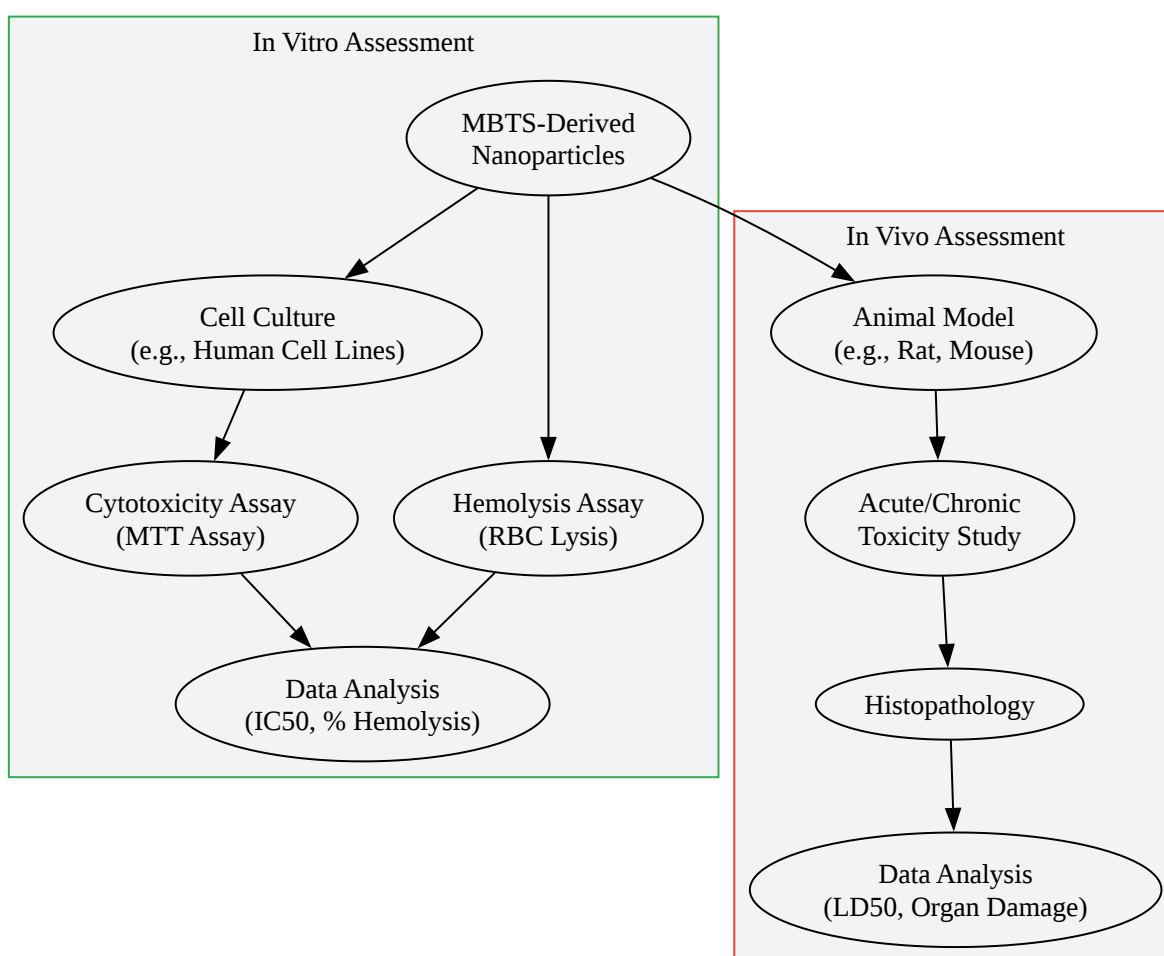 In Vitro Assessment
MBTS-Derived
Nanoparticles
In Vivo Assessment
Cell Culture
(e.g., Human Cell Lines)
Animal Model
(e.g., Rat, Mouse)
Cytotoxicity Assay
(MTT Assay)
Hemolysis Assay
(RBC Lysis)
Acute/Chronic
Toxicity Study
Data Analysis
(IC50, % Hemolysis)
Histopathology
Data Analysis
(LD50, Organ Damage)